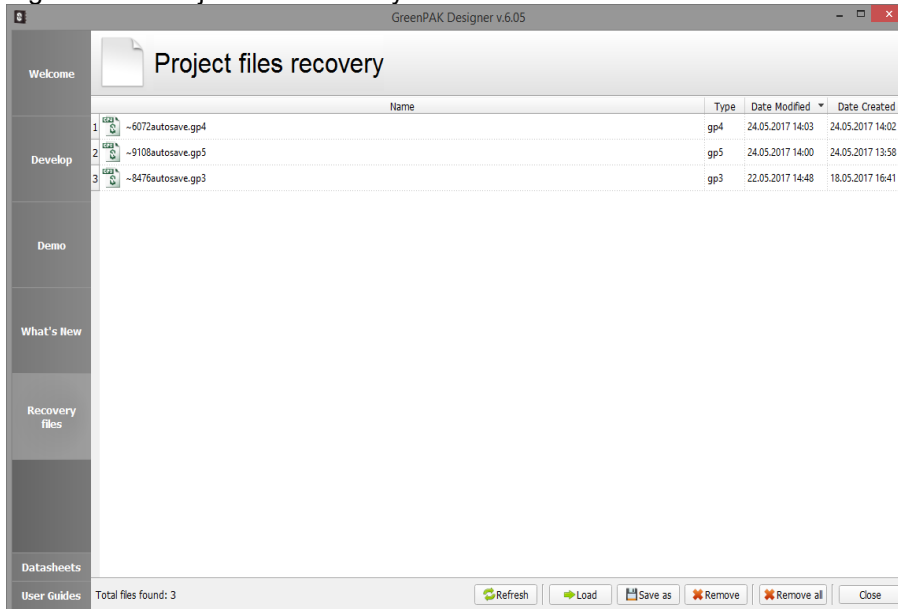 GreenPAK Designer v.6.05
Welcome
Project files recovery
Name Type Date Modified Date Created
1 ~6072autosave.gp4 gp4 24.05.2017 14:03 24.05.2017 14:02
2 ~9108autosave.gp5 gp5 24.05.2017 14:00 24.05.2017 13:58
3 ~8476autosave.gp3 gp3 22.05.2017 14:48 18.05.2017 16:41
Develop
Demo
What's New
Recovery
files
Datasheets
User Guides
Total files found: 3 Refresh Load Save as Remove Remove all Close